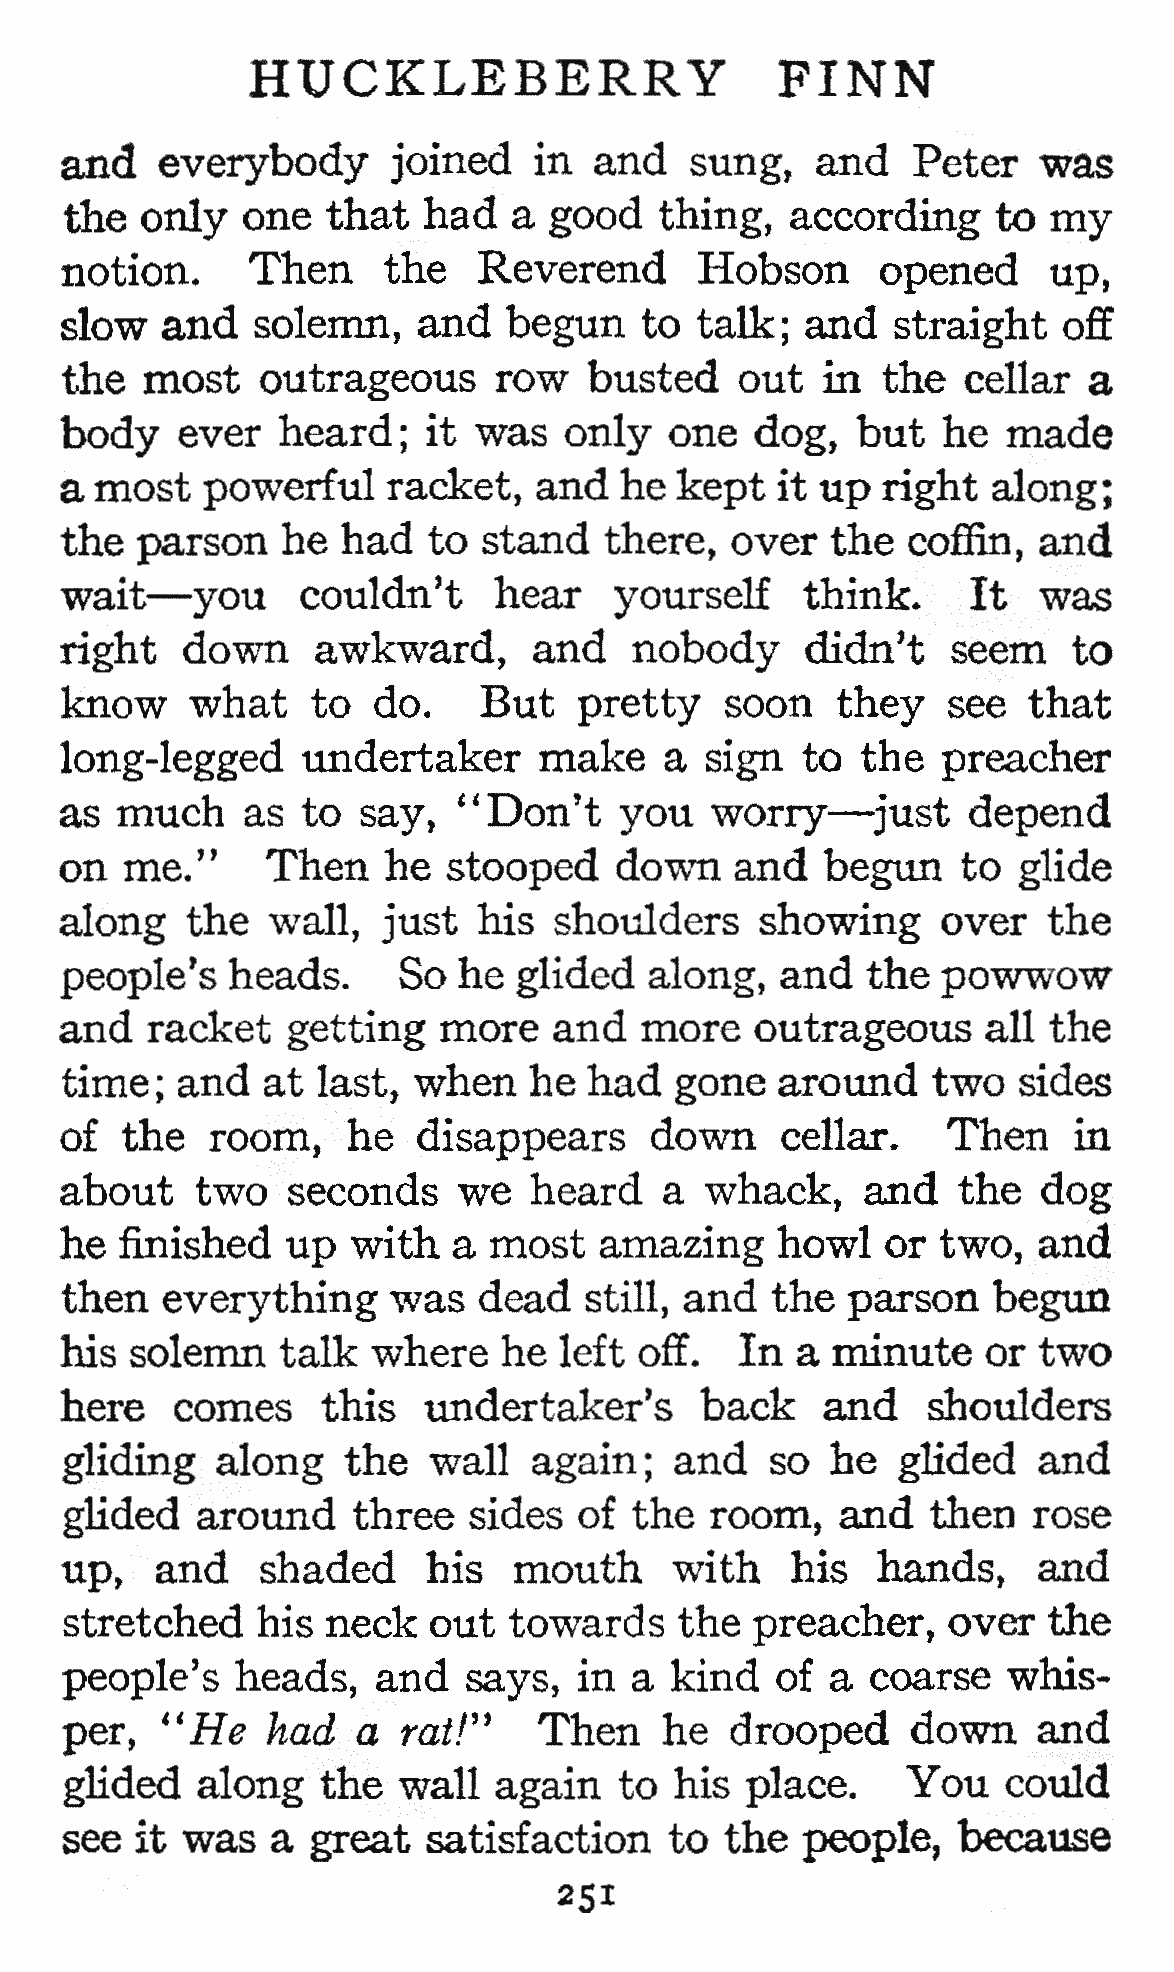 HUCKLEBERRY FINN
and everybody joined in and sung, and Peter was
the only one that had a good thing, according to my
notion. Then the Reverend Hobson opened up,
slow and solemn, and begun to talk; and straight off
the most outrageous row busted out in the cellar a
body ever heard; it was only one dog, but he made
a most powerful racket, and he kept it up right along;
the parson he had to stand there, over the coffin, and
wait—you couldn't hear yourself think. It was
right down awkward, and nobody didn't seem to
know what to do. But pretty soon they see that
long-legged undertaker make a sign to the preacher
as much as to say, “Don't you worry—just depend
on me.” Then he stooped down and begun to glide
along the wall, just his shoulders showing over the
people's heads. So he glided along, and the powwow
and racket getting more and more outrageous all the
time; and at last, when he had gone around two sides
of the room, he disappears down cellar. Then in
about two seconds we heard a whack, and the dog
he finished up with a most amazing howl or two, and
then everything was dead still, and the parson begun
his solemn talk where he left off. In a minute or two
here comes this undertaker's back and shoulders
gliding along the wall again; and so he glided and
glided around three sides of the room, and then rose
up, and shaded his mouth with his hands, and
stretched his neck out towards the preacher, over the
people's heads, and says, in a kind of a coarse whis-
per, “He had a rat!” Then he drooped down and
glided along the wall again to his place. You could
see it was a great satisfaction to the people, because
251